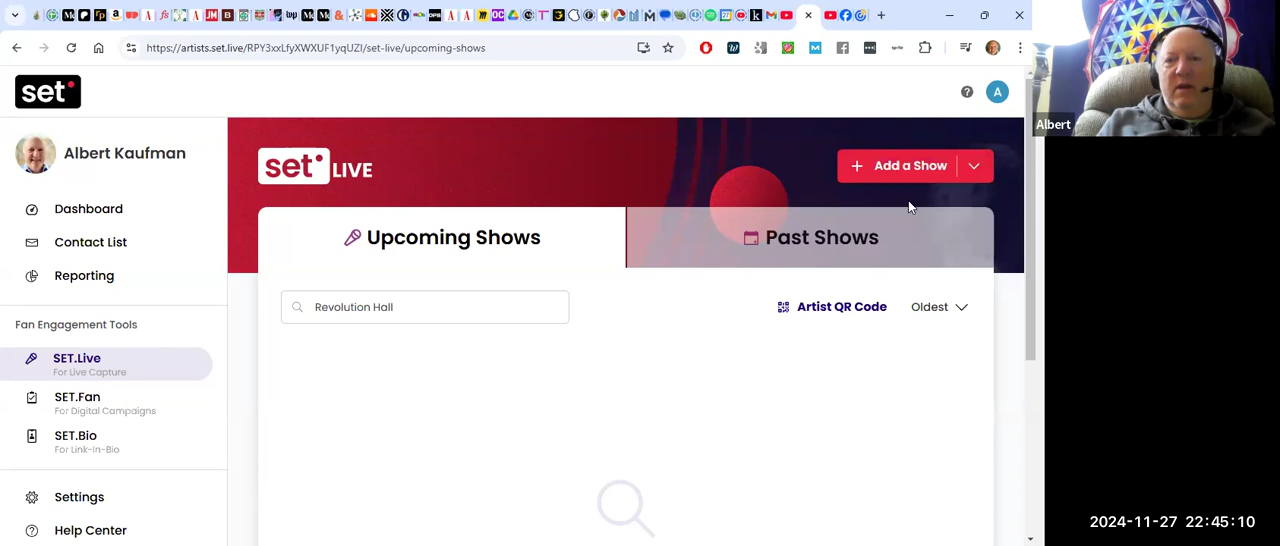 https://artists.set.live/RPY3xxLfyXWXUF1yqUZI/set-live/upcoming-shows
set
A
Albert
Albert Kaufman
set LIVE
+ Add a Show
Dashboard
Contact List
Reporting
Upcoming Shows
Past Shows
Revolution Hall
Artist QR Code
Oldest
Fan Engagement Tools
SET.Live
For Live Capture
SET.Fan
For Digital Campaigns
SET.Bio
For Link-In-Bio
Settings
Help Center
2024-11-27 22:45:10